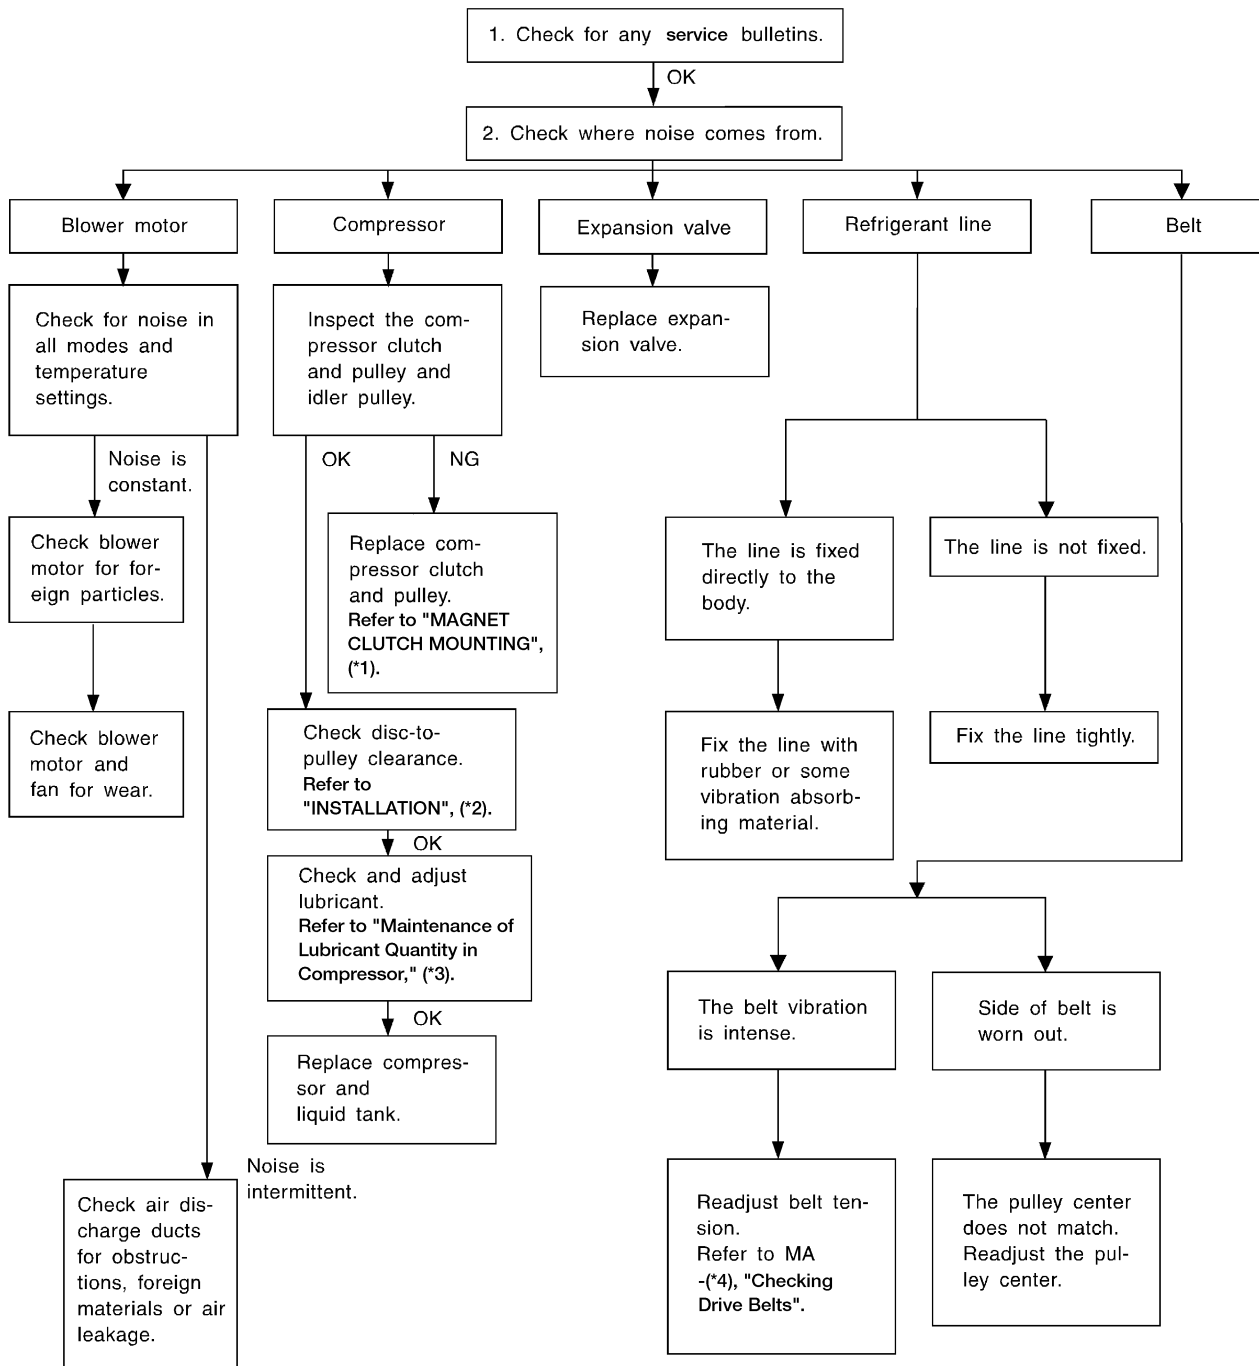 1. Check for any service bulletins.
OK
2. Check where noise comes from.
Blower motor
Compressor
Expansion valve
Refrigerant line
Belt
Check for noise in
all modes and
temperature
settings.
Inspect the com-
pressor clutch
and pulley and
idler pulley.
Replace expan-
sion valve.
Noise is
constant.
OK
NG
Check blower
motor for for-
eign particles.
Replace com-
pressor clutch
and pulley.
Refer to "MAGNET
CLUTCH MOUNTING",
(*1).
The line is fixed
directly to the
body.
The line is not fixed.
Check blower
motor and
fan for wear.
Check disc-to-
pulley clearance.
Refer to
"INSTALLATION", (*2).
Fix the line with
rubber or some
vibration absorb-
ing material.
Fix the line tightly.
OK
Check and adjust
lubricant.
Refer to "Maintenance of
Lubricant Quantity in
Compressor," (*3).
OK
The belt vibration
is intense.
Side of belt is
worn out.
Replace compres-
sor and
liquid tank.
Noise is
intermittent.
Check air dis-
charge ducts
for obstruc-
tions, foreign
materials or air
leakage.
Readjust belt ten-
sion.
Refer to MA
-(*4), "Checking
Drive Belts".
The pulley center
does not match.
Readjust the pul-
ley center.